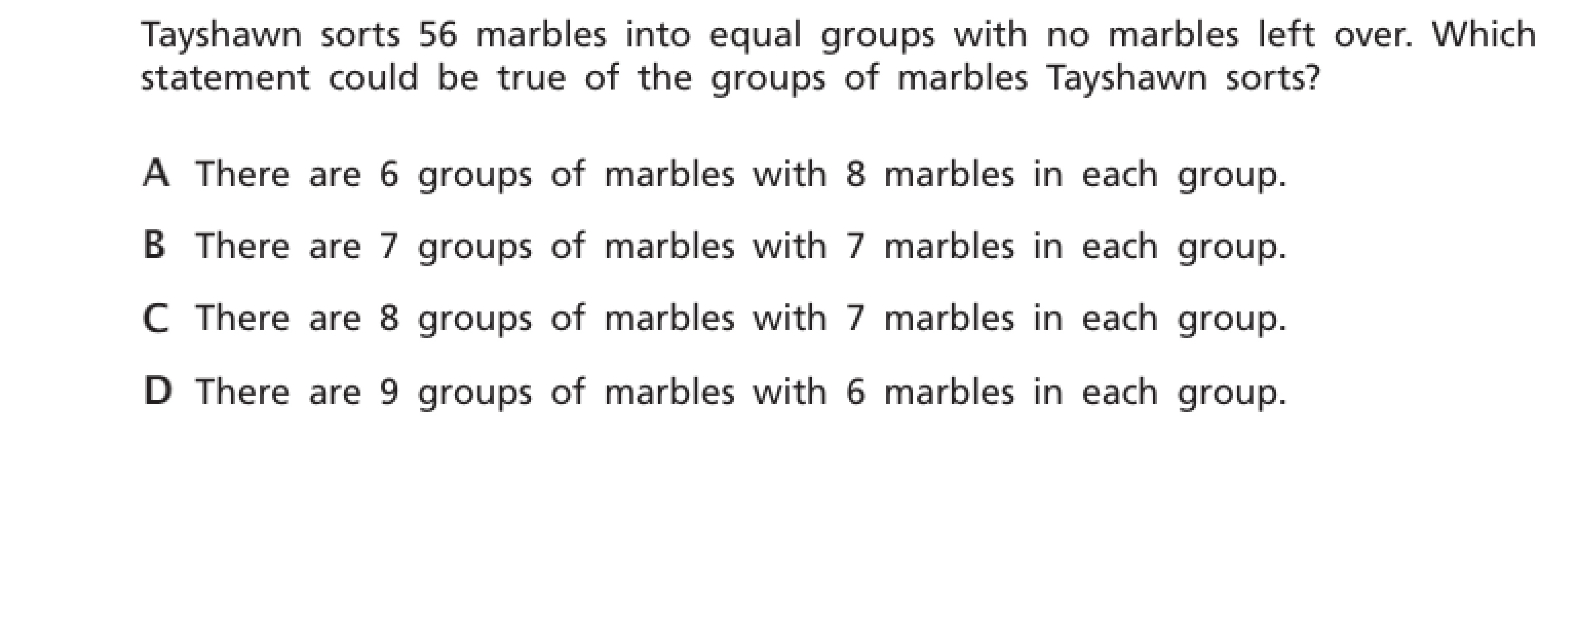 Tayshawn sorts 56 marbles into equal groups with no marbles left over. Which
statement could be true of the groups of marbles Tayshawn sorts?
A There are 6 groups of marbles with 8 marbles in each group.
B There are 7 groups of marbles with 7 marbles in each group.
C There are 8 groups of marbles with 7 marbles in each group.
D There are 9 groups of marbles with 6 marbles in each group.